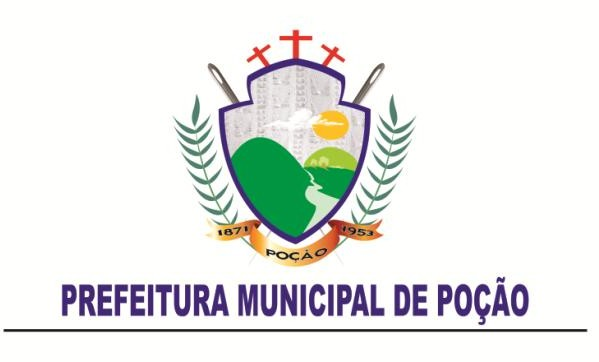 1871 1953
POÇÃO
PREFEITURA MUNICIPAL DE POÇÃO